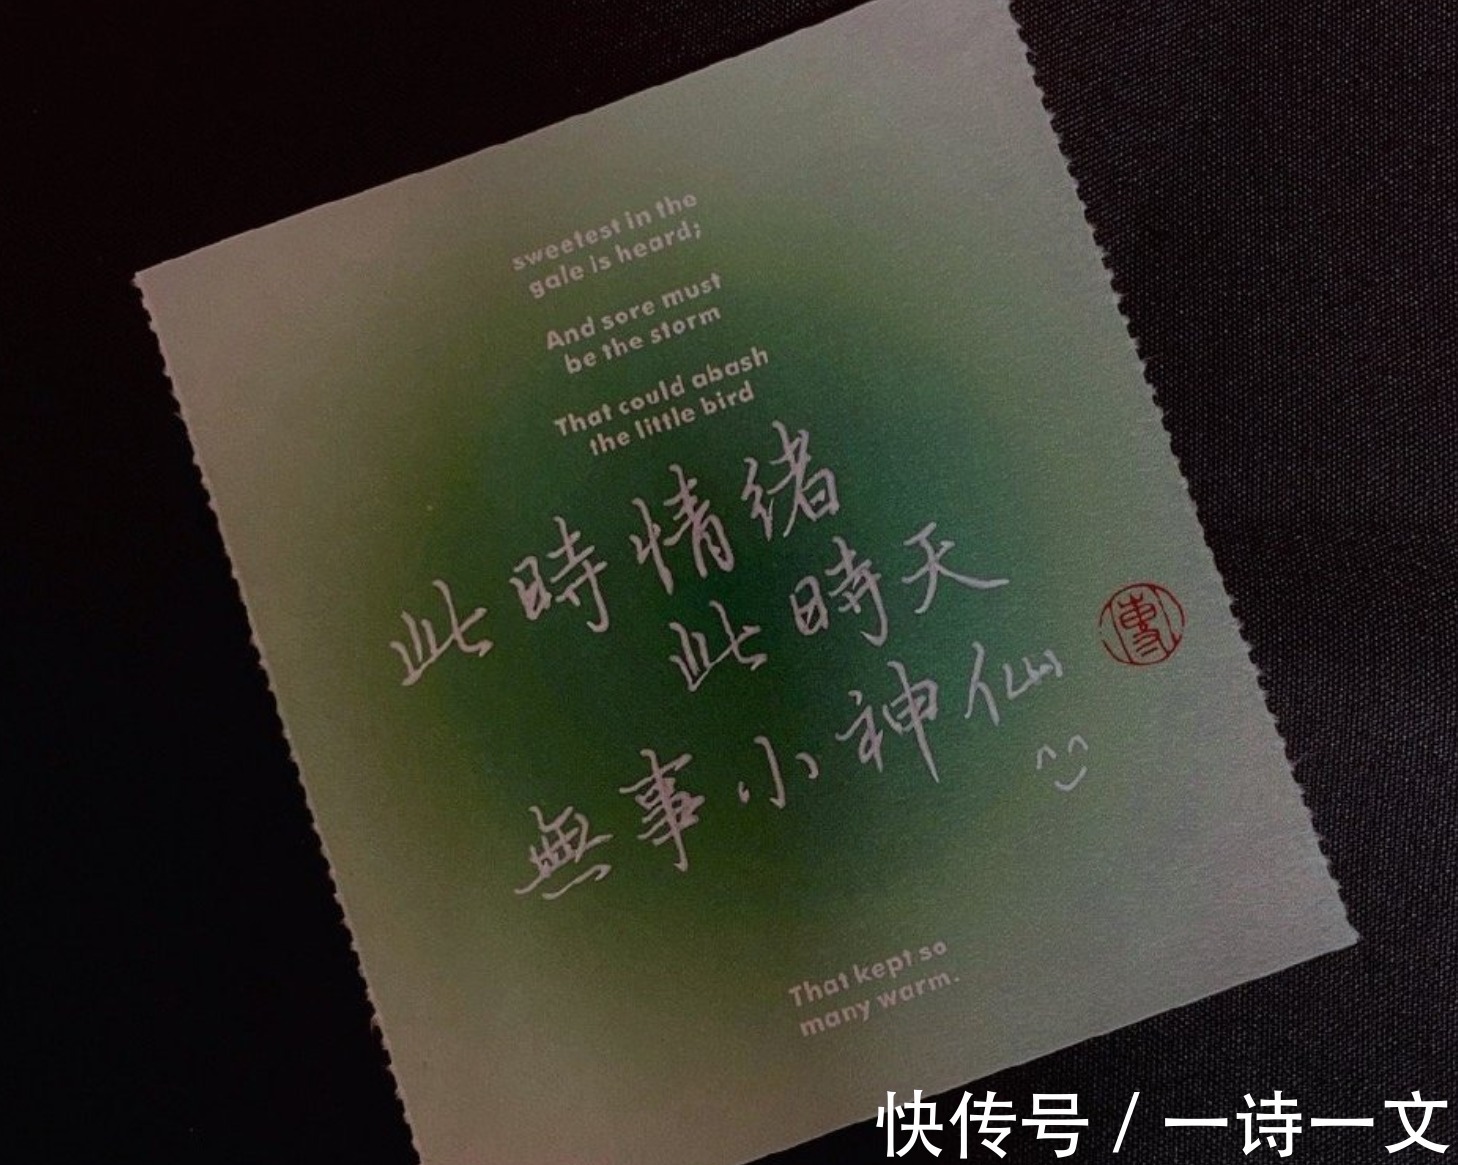 sweetest in the
gale is heard;
And sore must
be the storm
That could abash
the little bird
此時情绪
此時天
無事小神仙
That kept so
many warm.
快传号 / 一诗一文